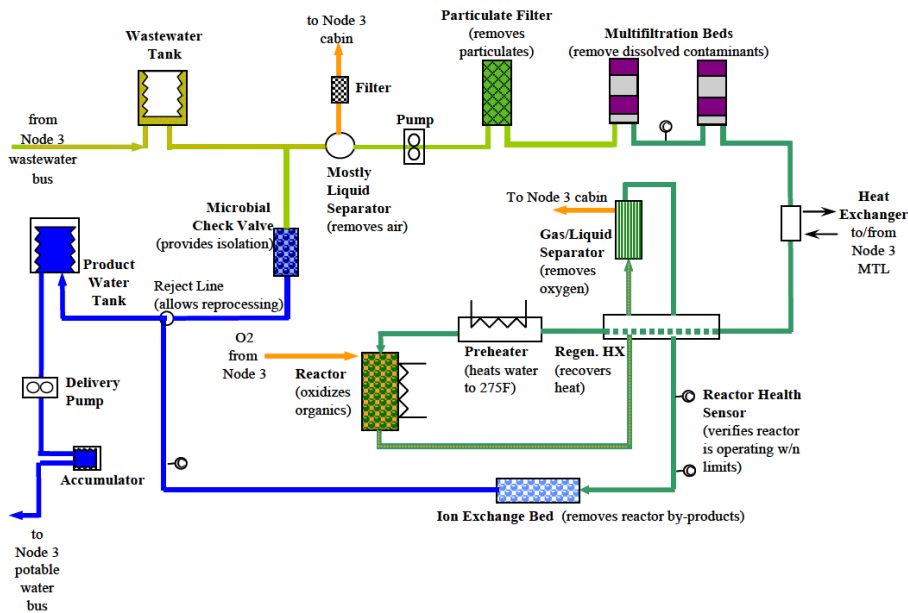 to Node 3
cabin
Wastewater
Tank
Filter
Particulate Filter
(removes
particulates)
Multifiltration Beds
(remove dissolved contaminants)
from
Node 3
wastewater
bus
Pump
Mostly
Liquid
Separator
(removes air)
Microbial
Check Valve
(provides isolation)
To Node 3 cabin
Gas/Liquid
Separator
(removes
oxygen)
Heat
Exchanger
to/from
Node 3
MTL
Product
Water
Tank
Reject Line
(allows reprocessing)
O2
from
Node 3
Reactor
(oxidizes
organics)
Preheater
(heats water
to 275F)
Regen. HX
(recovers
heat)
Delivery
Pump
Reactor Health
Sensor
(verifies reactor
is operating w/n
limits)
Accumulator
Ion Exchange Bed (removes reactor by-products)
to
Node 3
potable
water
bus